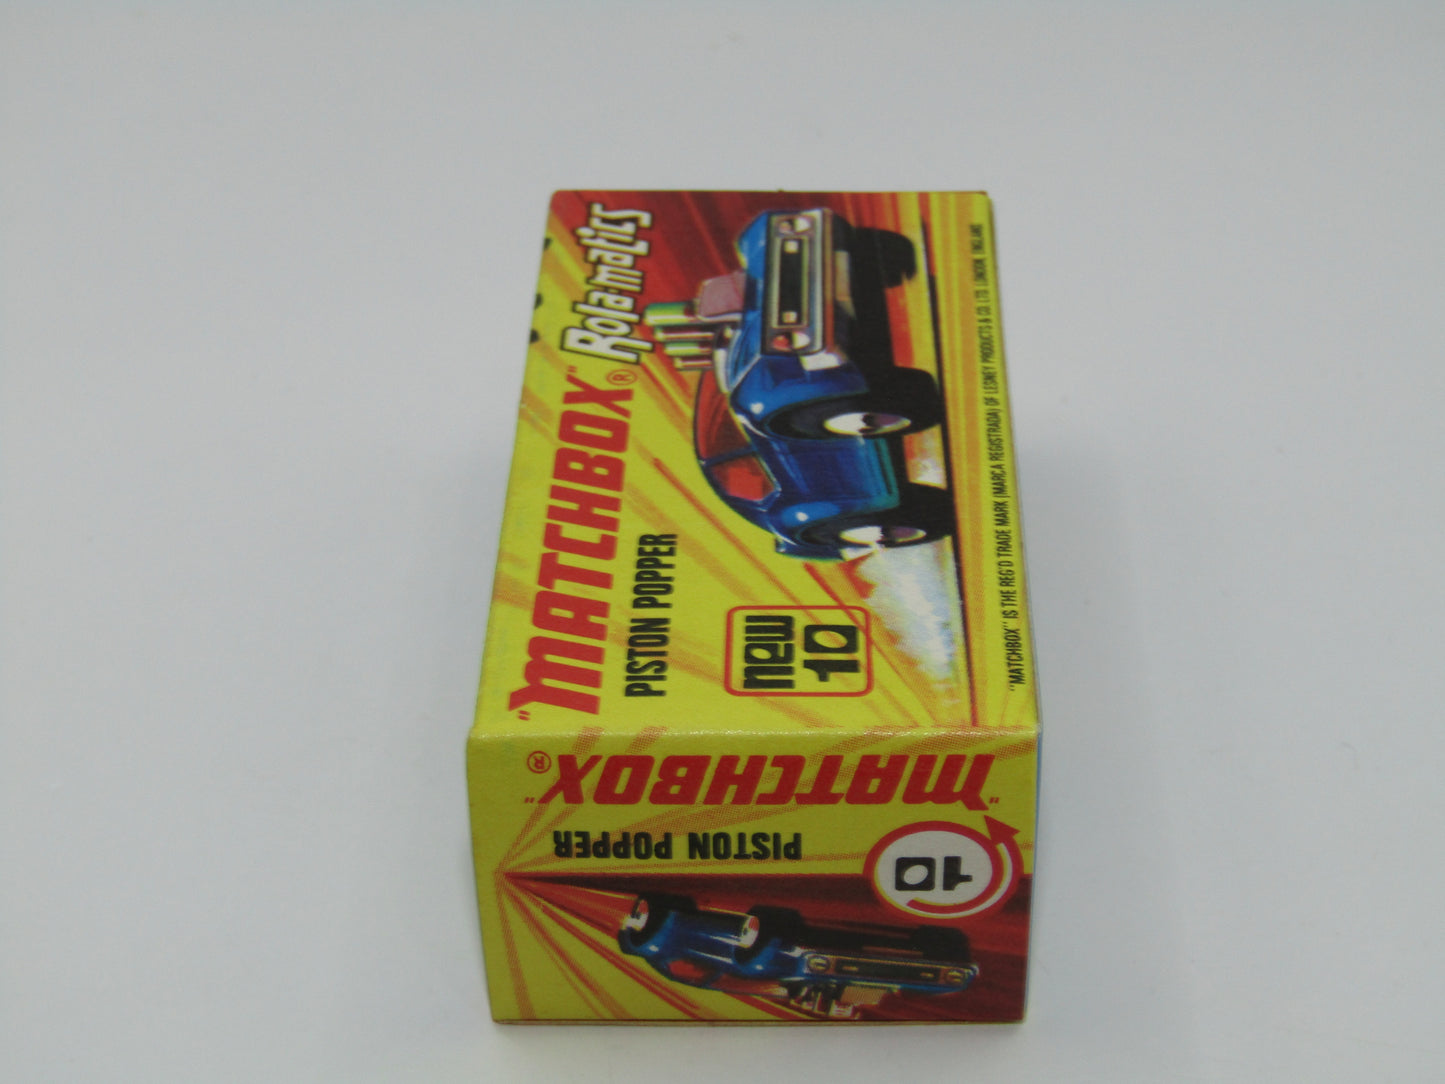 "MATCHBOX"® Rola-matics
PISTON POPPER
new
10
"MATCHBOX" IS THE REG'D TRADE MARK (MARCA REGISTRADA) OF LESNEY PRODUCTS & CO. LTD. LONDON, ENGLAND
"MATCHBOX"®
PISTON POPPER
10